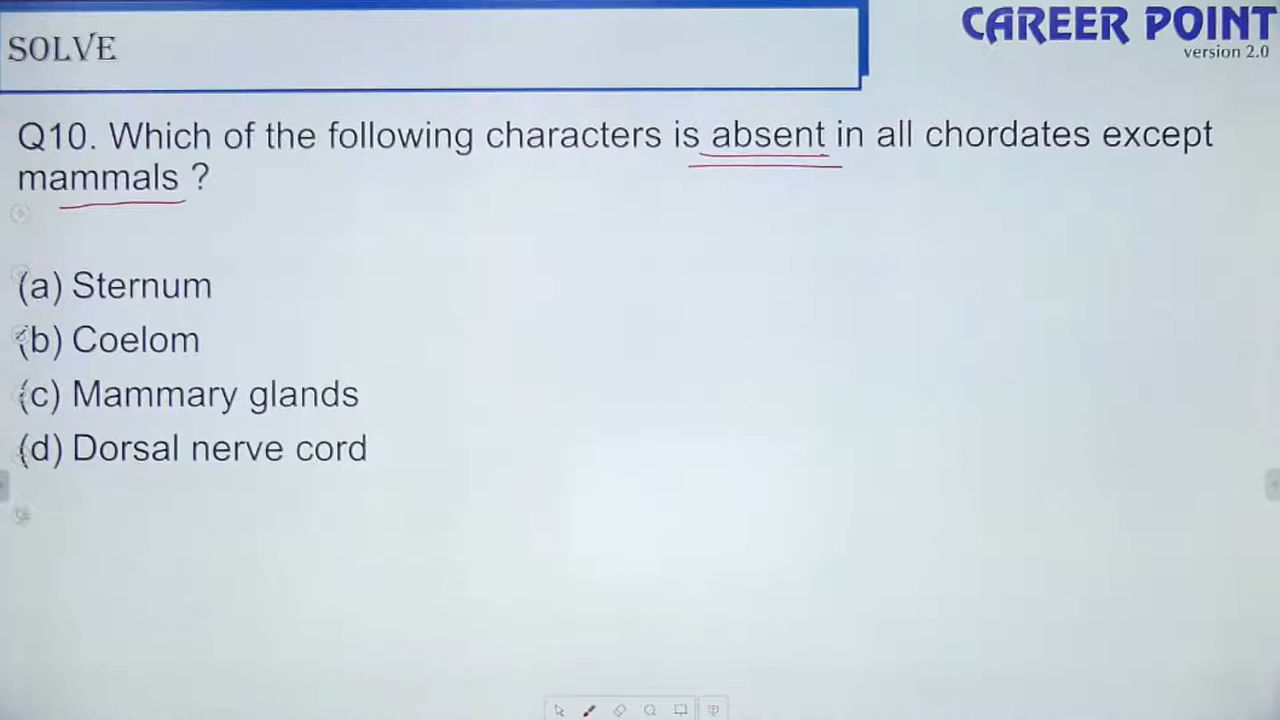 SOLVE
CAREER POINT
version 2.0
Q10. Which of the following characters is absent in all chordates except
mammals ?
(a) Sternum
(b) Coelom
(c) Mammary glands
(d) Dorsal nerve cord